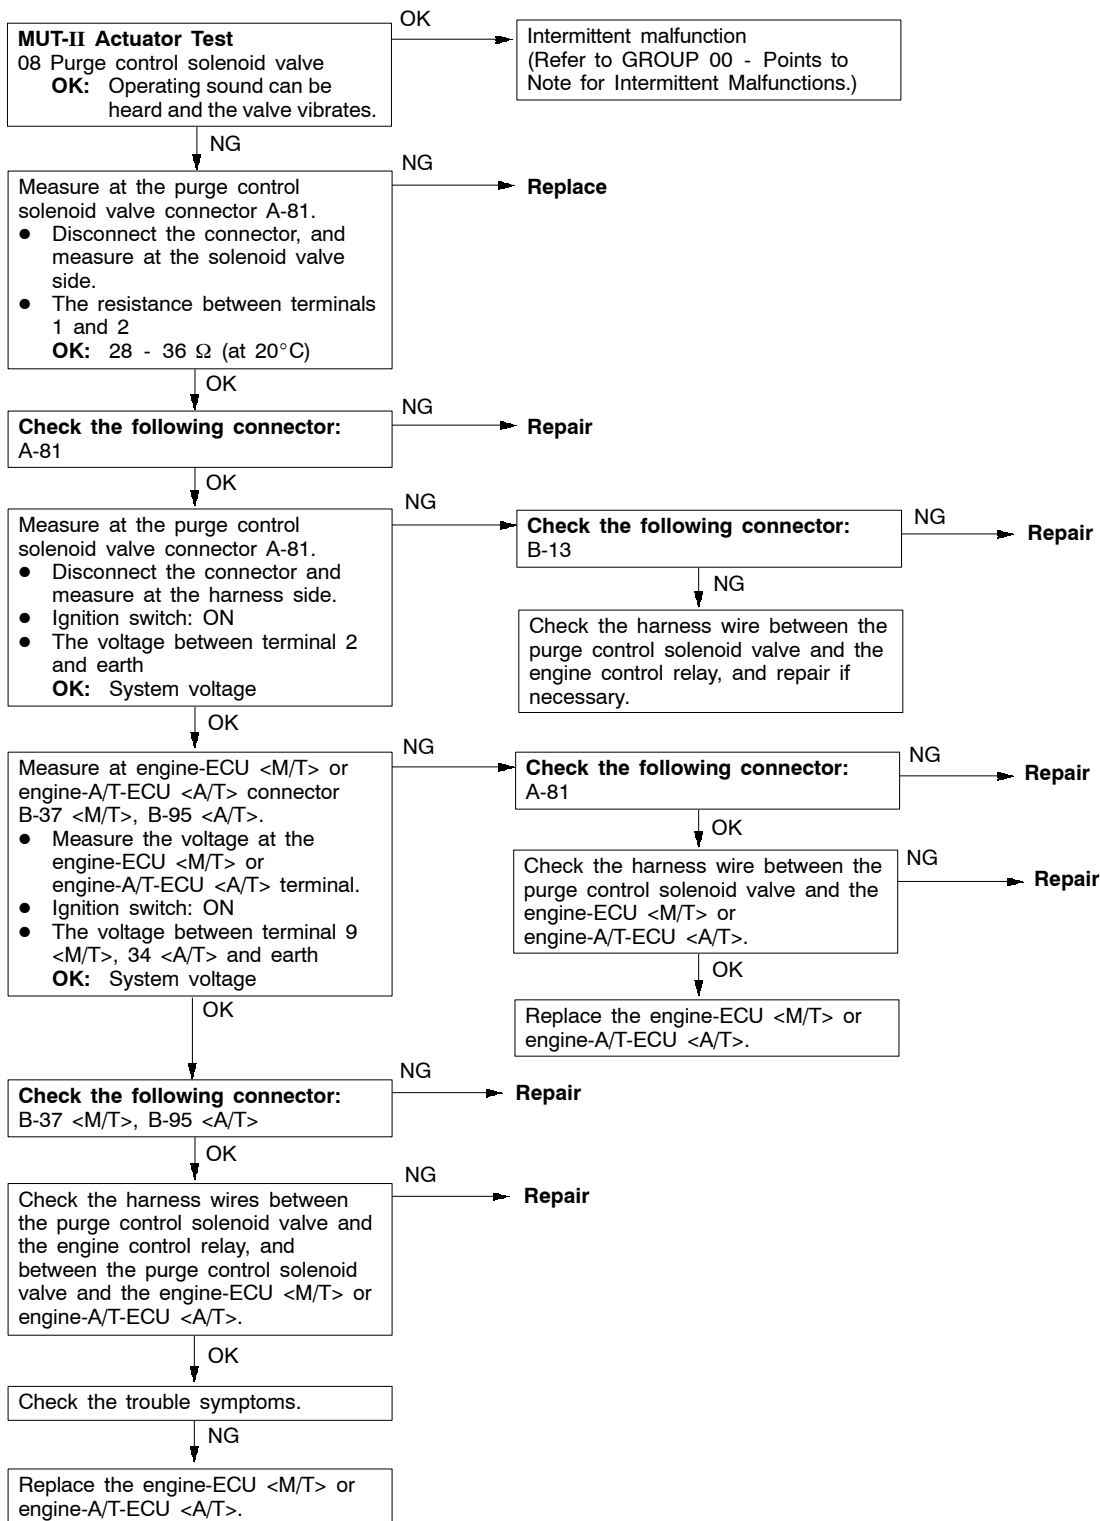 MUT-II Actuator Test
08 Purge control solenoid valve
OK: Operating sound can be
heard and the valve vibrates.
OK
Intermittent malfunction
(Refer to GROUP 00 - Points to
Note for Intermittent Malfunctions.)
NG
Measure at the purge control
solenoid valve connector A-81.
● Disconnect the connector, and
measure at the solenoid valve
side.
● The resistance between terminals
1 and 2
OK: 28 - 36 Ω (at 20°C)
NG
Replace
OK
Check the following connector:
A-81
NG
Repair
OK
Measure at the purge control
solenoid valve connector A-81.
● Disconnect the connector and
measure at the harness side.
● Ignition switch: ON
● The voltage between terminal 2
and earth
OK: System voltage
NG
Check the following connector:
B-13
NG
Repair
NG
Check the harness wire between the
purge control solenoid valve and the
engine control relay, and repair if
necessary.
OK
Measure at engine-ECU <M/T> or
engine-A/T-ECU <A/T> connector
B-37 <M/T>, B-95 <A/T>.
● Measure the voltage at the
engine-ECU <M/T> or
engine-A/T-ECU <A/T> terminal.
● Ignition switch: ON
● The voltage between terminal 9
<M/T>, 34 <A/T> and earth
OK: System voltage
NG
Check the following connector:
A-81
NG
Repair
OK
Check the harness wire between the
purge control solenoid valve and the
engine-ECU <M/T> or
engine-A/T-ECU <A/T>.
NG
Repair
OK
Replace the engine-ECU <M/T> or
engine-A/T-ECU <A/T>.
OK
Check the following connector:
B-37 <M/T>, B-95 <A/T>
NG
Repair
OK
Check the harness wires between
the purge control solenoid valve and
the engine control relay, and
between the purge control solenoid
valve and the engine-ECU <M/T> or
engine-A/T-ECU <A/T>.
NG
Repair
OK
Check the trouble symptoms.
NG
Replace the engine-ECU <M/T> or
engine-A/T-ECU <A/T>.